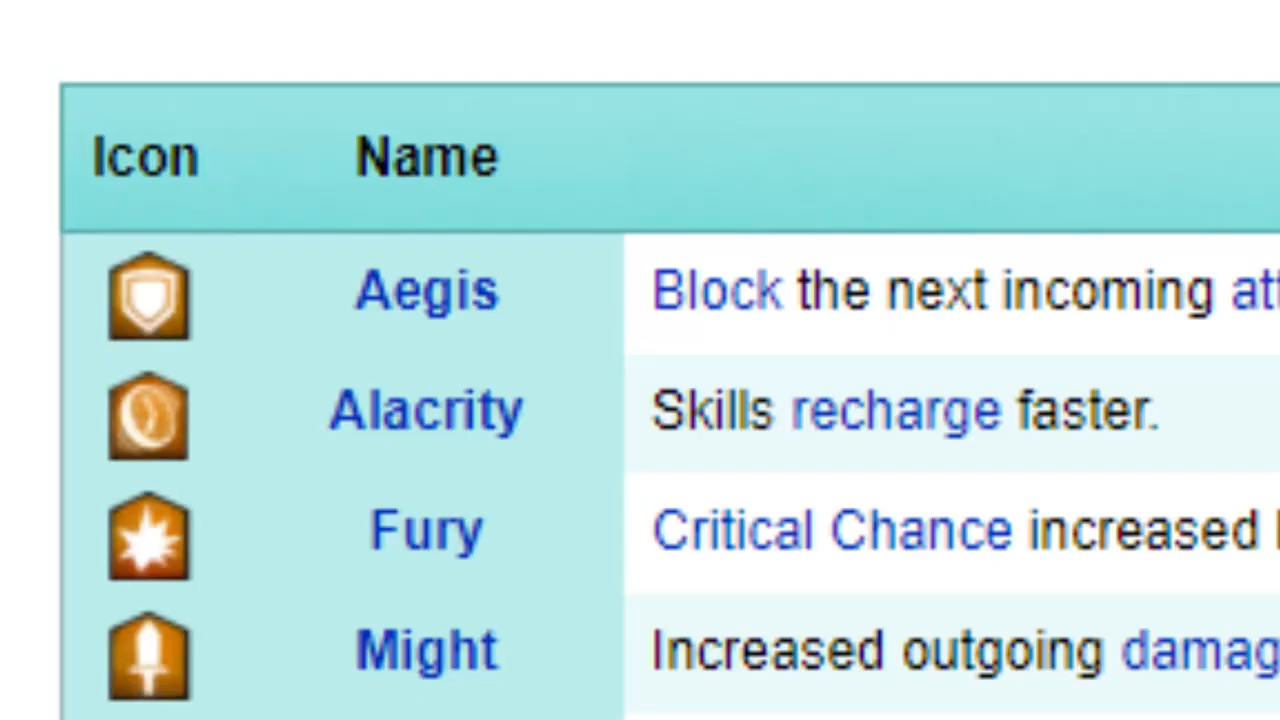 Icon Name
Aegis Block the next incoming
Alacrity Skills recharge faster.
Fury Critical Chance increased
Might Increased outgoing